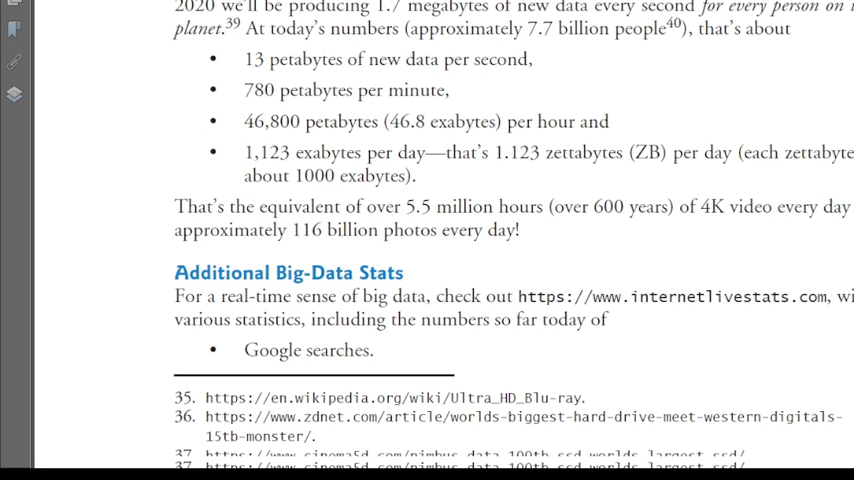 2020 we'll be producing 1.7 megabytes of new data every second for every person on
planet.39 At today's numbers (approximately 7.7 billion people40), that's about
• 13 petabytes of new data per second,
• 780 petabytes per minute,
• 46,800 petabytes (46.8 exabytes) per hour and
• 1,123 exabytes per day—that's 1.123 zettabytes (ZB) per day (each zettabyte
about 1000 exabytes).
That's the equivalent of over 5.5 million hours (over 600 years) of 4K video every day
approximately 116 billion photos every day!
Additional Big-Data Stats
For a real-time sense of big data, check out https://www.internetlivestats.com,
various statistics, including the numbers so far today of
• Google searches.
35. https://en.wikipedia.org/wiki/Ultra_HD_Blu-ray.
36. https://www.zdnet.com/article/worlds-biggest-hard-drive-meet-western-digitals-
15tb-monster/.
37.